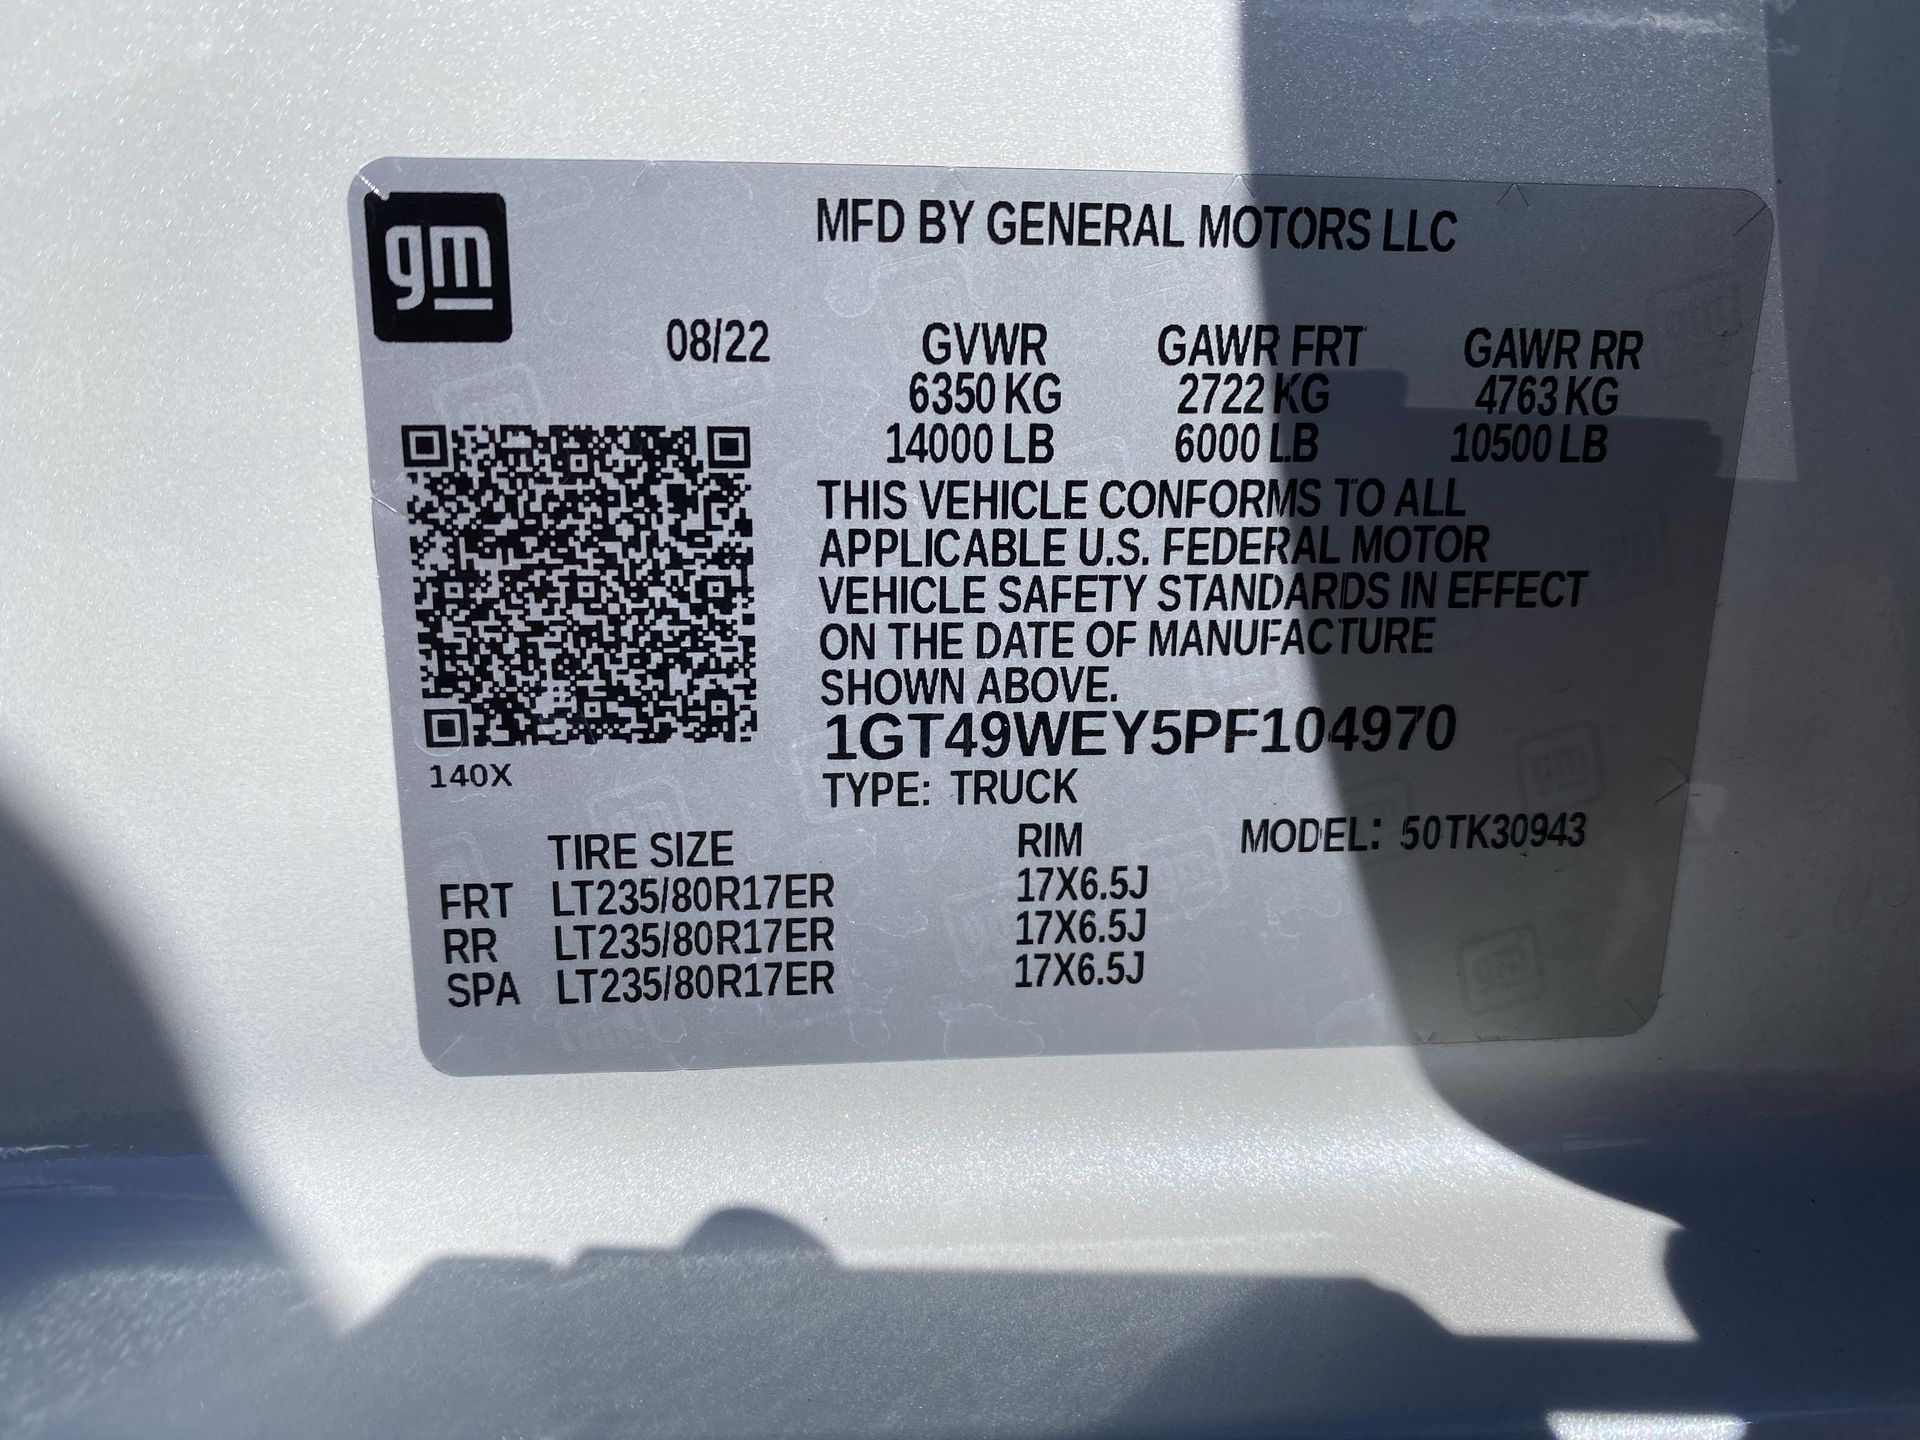 gm
MFD BY GENERAL MOTORS LLC
08/22 GVWR GAWR FRT GAWR RR
6350 KG 2722 KG 4763 KG
14000 LB 6000 LB 10500 LB
THIS VEHICLE CONFORMS TO ALL
APPLICABLE U.S. FEDERAL MOTOR
VEHICLE SAFETY STANDARDS IN EFFECT
ON THE DATE OF MANUFACTURE
SHOWN ABOVE.
1GT49WEY5PF104970
140X
TYPE: TRUCK
TIRE SIZE RIM MODEL: 50TK30943
FRT LT235/80R17ER 17X6.5J
RR LT235/80R17ER 17X6.5J
SPA LT235/80R17ER 17X6.5J